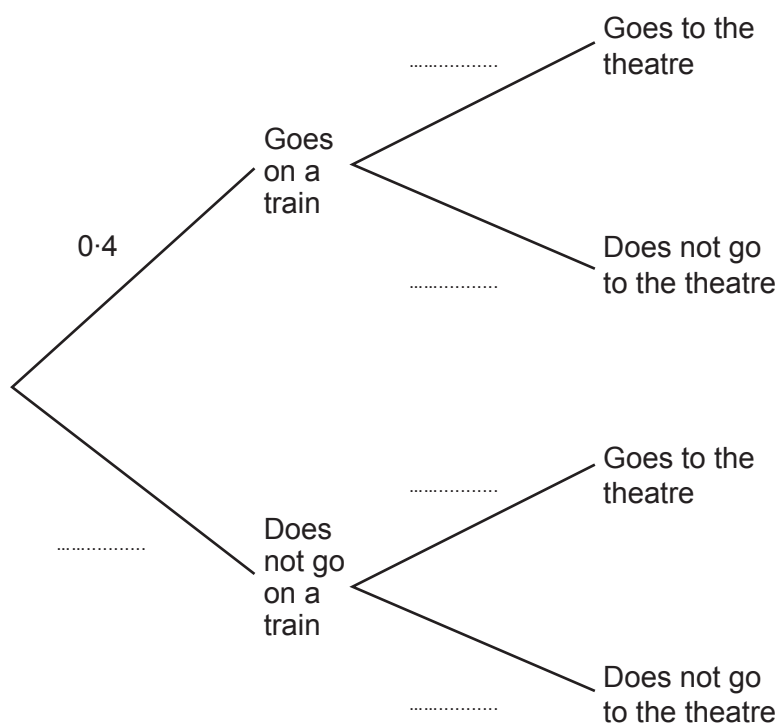 Goes to the
theatre
...................
Goes
on a
train
0·4
Does not go
to the theatre
...................
Goes to the
theatre
...................
Does
not go
on a
train
...................
Does not go
to the theatre
...................